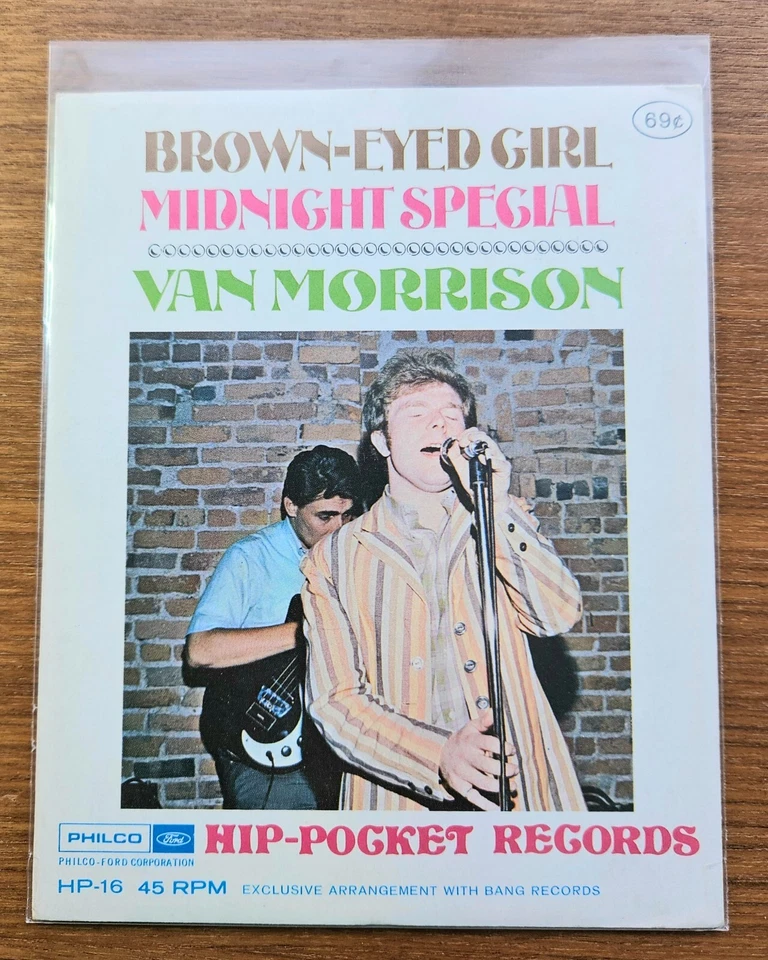 69¢
BROWN-EYED GIRL
MIDNIGHT SPECIAL
VAN MORRISON
PHILCO Ford HIP-POCKET RECORDS
PHILCO-FORD CORPORATION
HP-16 45 RPM EXCLUSIVE ARRANGEMENT WITH BANG RECORDS